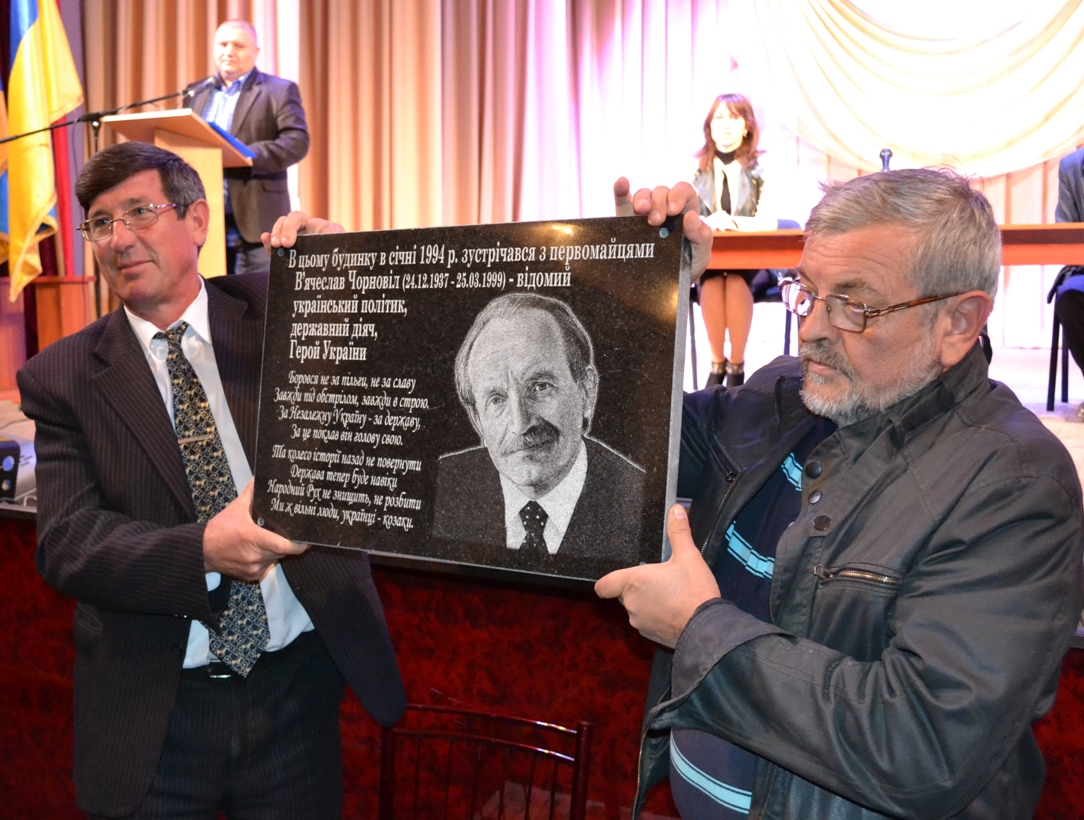 В цьому будинку в січні 1994 р. зустрічався з первомайцями
В'ячеслав Чорновіл (24.12.1937 - 25.03.1999) - відомий
український політик,
державний діяч,
Герой України
Боровся не за тільги, не за славу
Завжди під обстрілом, завжди в строю.
За Незалежну Україну - за державу,
За це поклав він голову свою.
Та колесо історії назад не повернути
Держава тепер буде навіки
Народний Рух не знищить, не розбити
Ми ж вільні люди, українці - козаки.